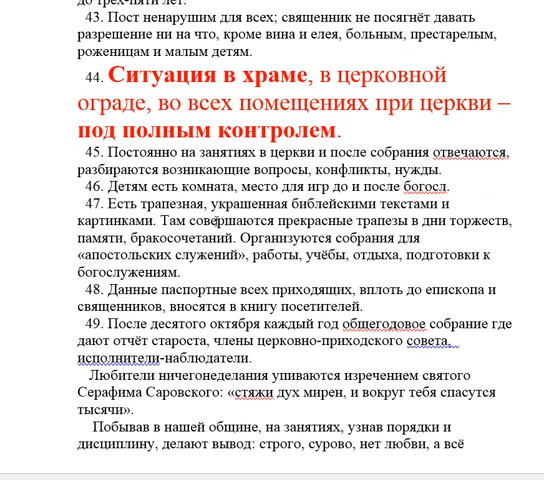 до трех-пяти лет.
43. Пост ненарушим для всех; священник не посягнёт давать
разрешение ни на что, кроме вина и елея, больным, престарелым,
роженицам и малым детям.
44. Ситуация в храме, в церковной
ограде, во всех помещениях при церкви –
под полным контролем.
45. Постоянно на занятиях в церкви и после собрания отвечаются,
разбираются возникающие вопросы, конфликты, нужды.
46. Детям есть комната, место для игр до и после богосл.
47. Есть трапезная, украшенная библейскими текстами и
картинками. Там совершаются прекрасные трапезы в дни торжеств,
памяти, бракосочетаний. Организуются собрания для
«апостольских служений», работы, учёбы, отдыха, подготовки к
богослужениям.
48. Данные паспортные всех приходящих, вплоть до епископа и
священников, вносятся в книгу посетителей.
49. После десятого октября каждый год общегодовое собрание где
дают отчёт староста, члены церковно-приходского совета,
исполнители-наблюдатели.
Любители ничегонеделания упиваются изречением святого
Серафима Саровского: «стяжи дух мирен, и вокруг тебя спасутся
тысячи».
Побывав в нашей общине, на занятиях, узнав порядки и
дисциплину, делают вывод: строго, сурово, нет любви, а всё